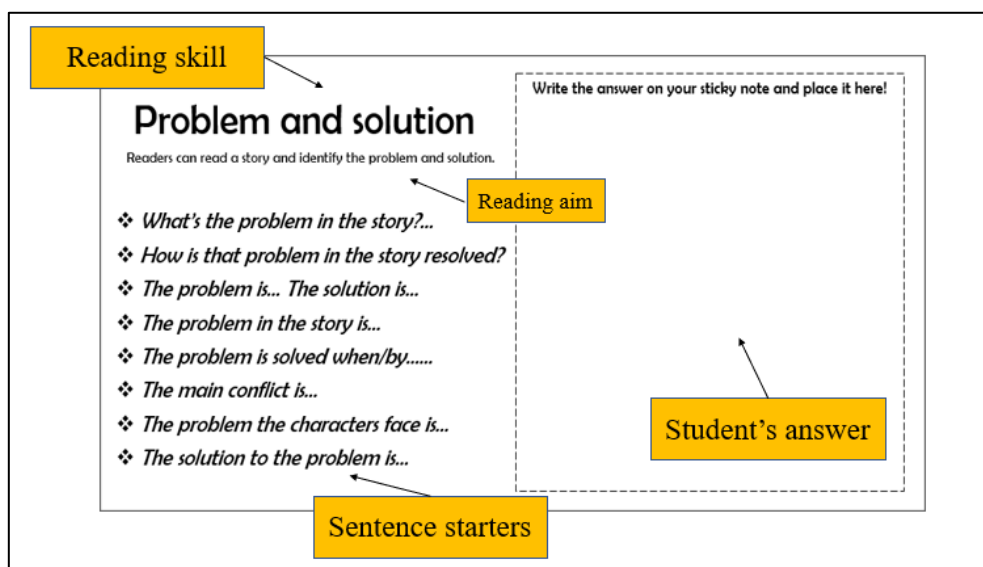 Reading skill
Write the answer on your sticky note and place it here!
Problem and solution
Readers can read a story and identify the problem and solution.
Reading aim
❖ What's the problem in the story?...
❖ How is that problem in the story resolved?
❖ The problem is... The solution is...
❖ The problem in the story is...
❖ The problem is solved when/by......
❖ The main conflict is...
❖ The problem the characters face is...
❖ The solution to the problem is...
Student's answer
Sentence starters